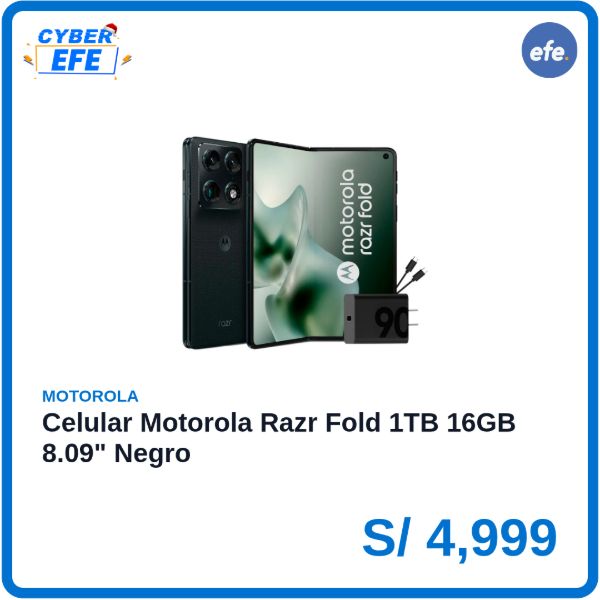 CYBER
EFE
efe.
motorola
razr fold
razr
90
MOTOROLA
Celular Motorola Razr Fold 1TB 16GB
8.09" Negro
S/ 4,999